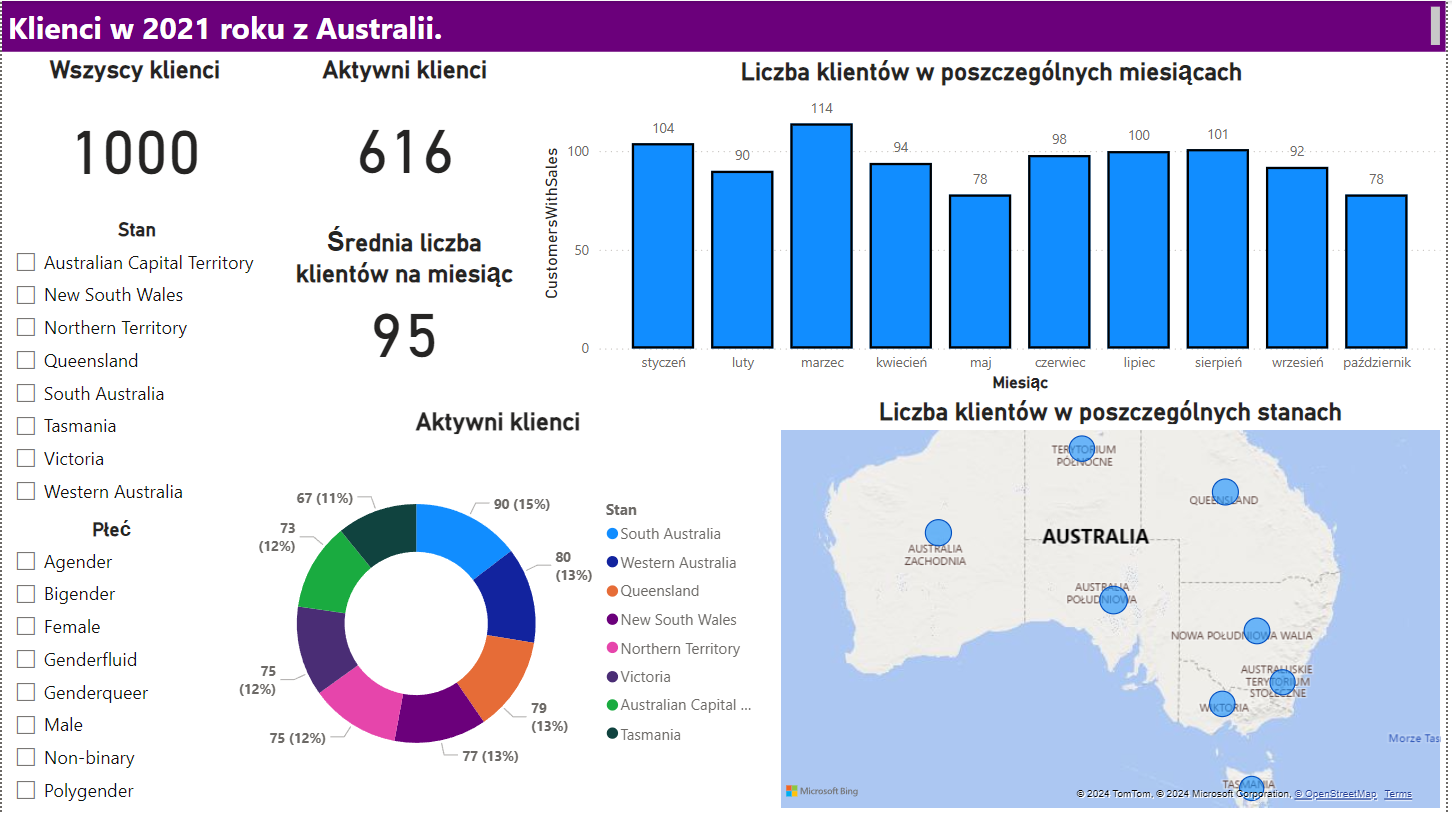 Klienci w 2021 roku z Australii.
Wszyscy klienci
1000
Aktywni klienci
616
Średnia liczba
klientów na miesiąc
95
Stan
Australian Capital Territory
New South Wales
Northern Territory
Queensland
South Australia
Tasmania
Victoria
Western Australia
Płeć
Agender
Bigender
Female
Genderfluid
Genderqueer
Male
Non-binary
Polygender
Liczba klientów w poszczególnych miesiącach
CustomersWithSales
100
50
0
104
90
114
94
78
98
100
101
92
78
styczeń
luty
marzec
kwiecień
maj
czerwiec
lipiec
sierpień
wrzesień
październik
Miesiąc
Aktywni klienci
90 (15%)
80
(13%)
79
(13%)
77 (13%)
75 (12%)
75
(12%)
73
(12%)
67 (11%)
Stan
South Australia
Western Australia
Queensland
New South Wales
Northern Territory
Victoria
Australian Capital ...
Tasmania
Liczba klientów w poszczególnych stanach
TERYTORIUM
PÓŁNOCNE
QUEENSLAND
AUSTRALIA
AUSTRALIA
ZACHODNIA
AUSTRALIA
POŁUDNIOWA
NOWA POŁUDNIOWA WALIA
AUSTRALIJSKIE
TERYTORIUM
STOŁECZNE
WIKTORIA
Morze Tas
TASMANIA
Microsoft Bing
© 2024 TomTom, © 2024 Microsoft Corporation, © OpenStreetMap Terms